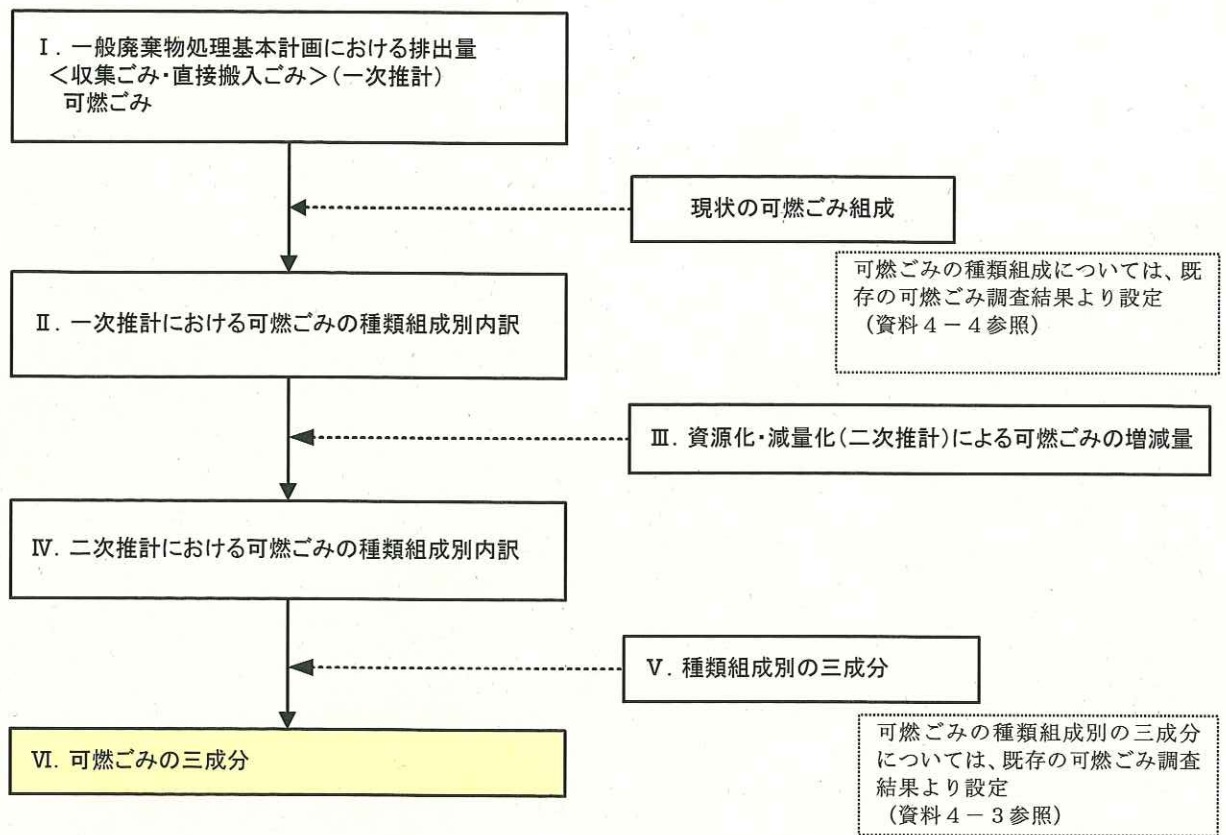 Ⅰ. 一般廃棄物処理基本計画における排出量
＜収集ごみ・直接搬入ごみ＞(一次推計)
可燃ごみ
現状の可燃ごみ組成
可燃ごみの種類組成については、既
存の可燃ごみ調査結果より設定
（資料４－４参照）
Ⅱ. 一次推計における可燃ごみの種類組成別内訳
Ⅲ. 資源化・減量化(二次推計)による可燃ごみの増減量
Ⅳ. 二次推計における可燃ごみの種類組成別内訳
Ⅴ. 種類組成別の三成分
可燃ごみの種類組成別の三成分
については、既存の可燃ごみ調査
結果より設定
（資料４－３参照）
Ⅵ. 可燃ごみの三成分